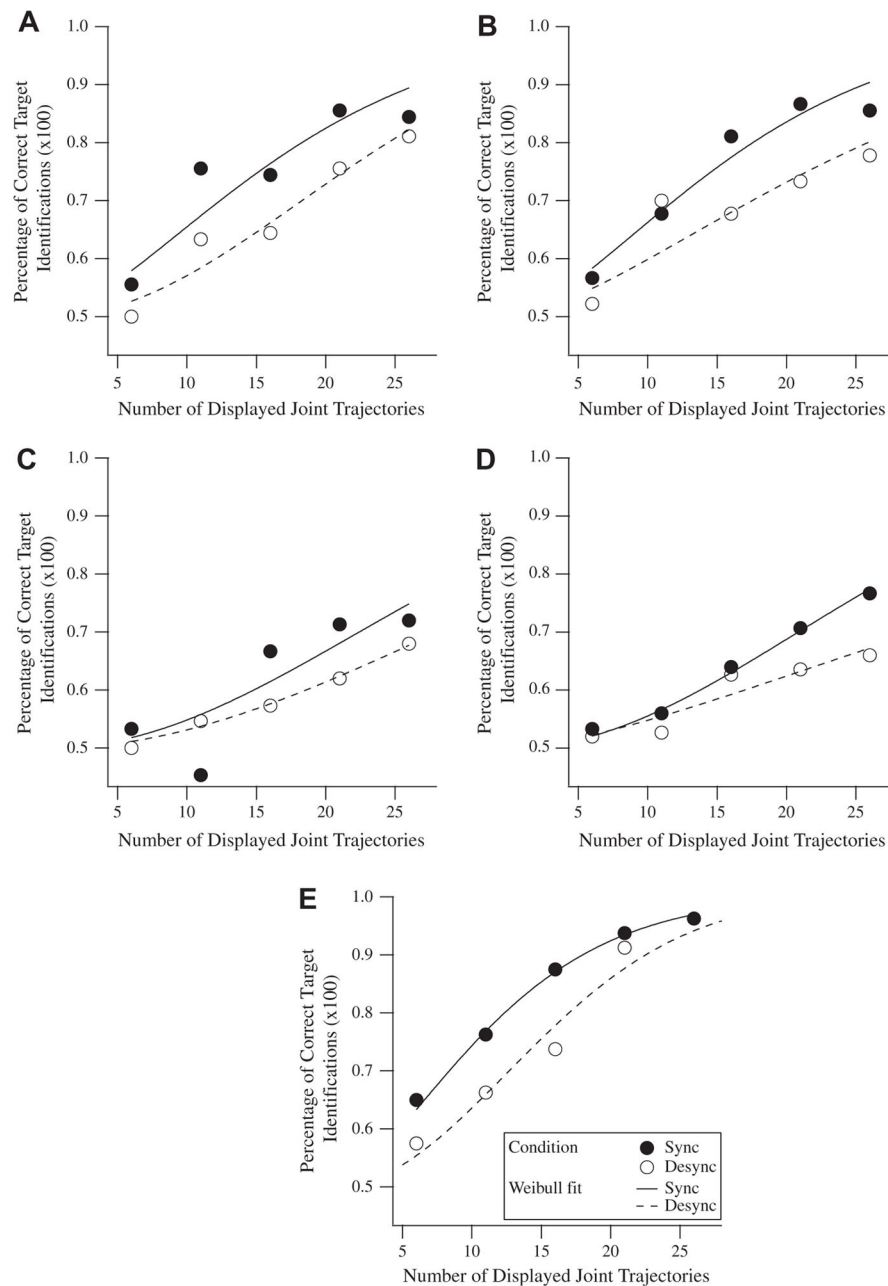 A
Percentage of Correct Target
Identifications (x100)
1.0
0.9
0.8
0.7
0.6
0.5
5 10 15 20 25
Number of Displayed Joint Trajectories
B
Percentage of Correct Target
Identifications (x100)
1.0
0.9
0.8
0.7
0.6
0.5
5 10 15 20 25
Number of Displayed Joint Trajectories
C
Percentage of Correct Target
Identifications (x100)
1.0
0.9
0.8
0.7
0.6
0.5
5 10 15 20 25
Number of Displayed Joint Trajectories
D
Percentage of Correct Target
Identifications (x100)
1.0
0.9
0.8
0.7
0.6
0.5
5 10 15 20 25
Number of Displayed Joint Trajectories
E
Percentage of Correct Target
Identifications (x100)
1.0
0.9
0.8
0.7
0.6
0.5
Condition Sync
Desync
Weibull fit Sync
Desync
5 10 15 20 25
Number of Displayed Joint Trajectories